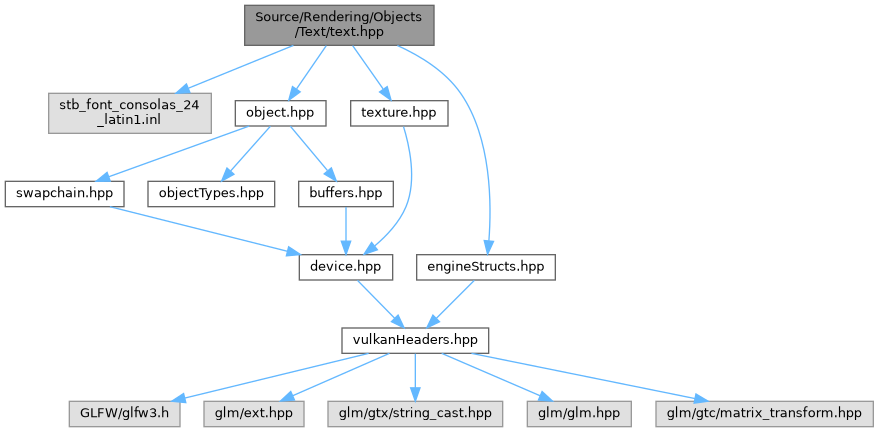 Source/Rendering/Objects
/Text/text.hpp
stb_font_consolas_24
_latin1.inl
object.hpp
texture.hpp
swapchain.hpp
objectTypes.hpp
buffers.hpp
device.hpp
engineStructs.hpp
vulkanHeaders.hpp
GLFW/glfw3.h
glm/ext.hpp
glm/gtx/string_cast.hpp
glm/glm.hpp
glm/gtc/matrix_transform.hpp